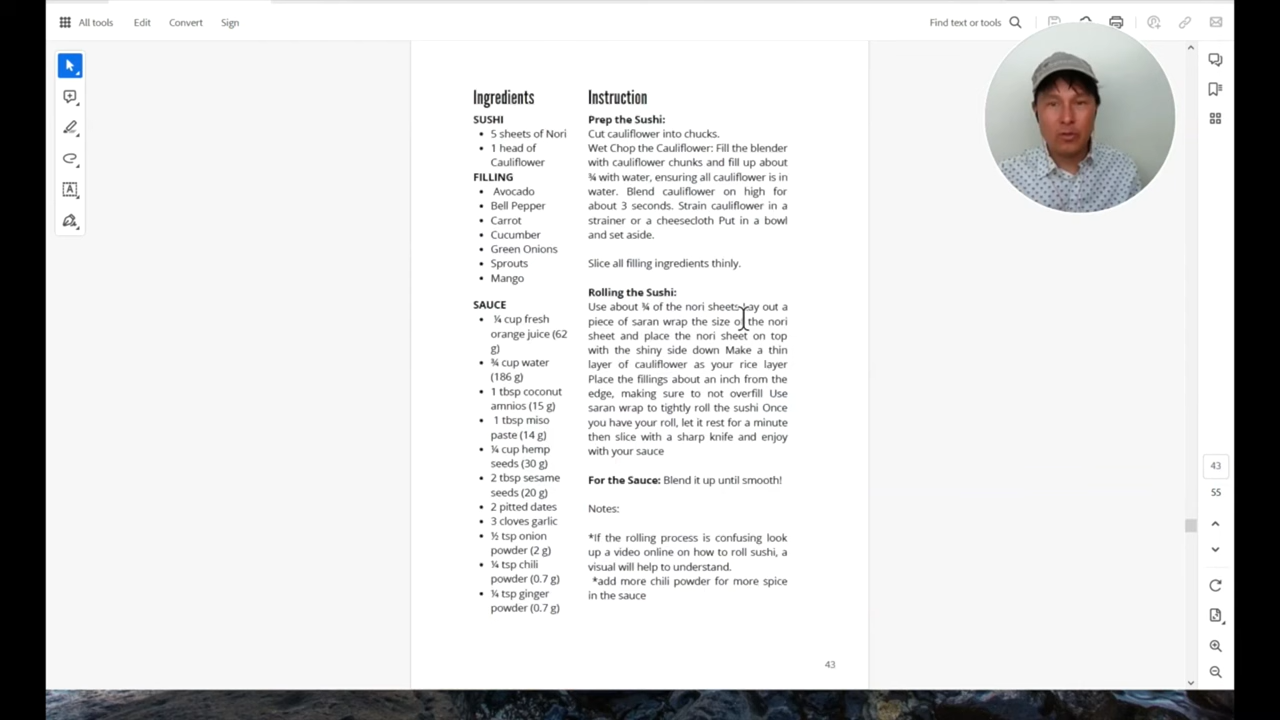 All tools Edit Convert Sign Find text or tools
Ingredients
SUSHI
5 sheets of Nori
1 head of
Cauliflower
FILLING
Avocado
Bell Pepper
Carrot
Cucumber
Green Onions
Sprouts
Mango
SAUCE
¼ cup fresh
orange juice (62
g)
¾ cup water
(186 g)
1 tbsp coconut
amnios (15 g)
1 tbsp miso
paste (14 g)
¼ cup hemp
seeds (30 g)
2 tbsp sesame
seeds (20 g)
2 pitted dates
3 cloves garlic
½ tsp onion
powder (2 g)
¼ tsp chili
powder (0.7 g)
¼ tsp ginger
powder (0.7 g)
Instruction
Prep the Sushi:
Cut cauliflower into chucks.
Wet Chop the Cauliflower: Fill the blender
with cauliflower chunks and fill up about
¾ with water, ensuring all cauliflower is in
water. Blend cauliflower on high for
about 3 seconds. Strain cauliflower in a
strainer or a cheesecloth Put in a bowl
and set aside.
Slice all filling ingredients thinly.
Rolling the Sushi:
Use about ¾ of the nori sheets lay out a
piece of saran wrap the size of the nori
sheet and place the nori sheet on top
with the shiny side down Make a thin
layer of cauliflower as your rice layer
Place the fillings about an inch from the
edge, making sure to not overfill Use
saran wrap to tightly roll the sushi Once
you have your roll, let it rest for a minute
then slice with a sharp knife and enjoy
with your sauce
For the Sauce: Blend it up until smooth!
Notes:
*If the rolling process is confusing look
up a video online on how to roll sushi, a
visual will help to understand.
*add more chili powder for more spice
in the sauce
43
43
55